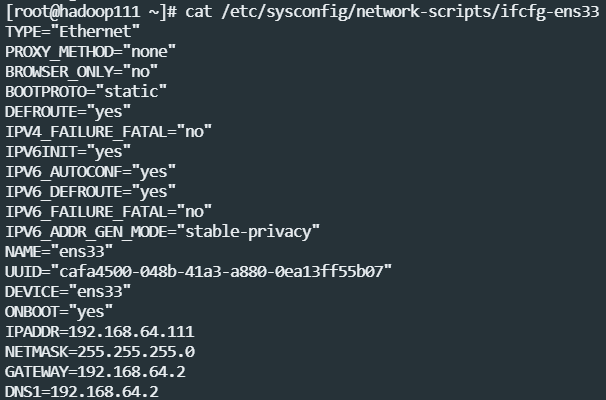 [root@hadoop111 ~]# cat /etc/sysconfig/network-scripts/ifcfg-ens33
TYPE="Ethernet"
PROXY_METHOD="none"
BROWSER_ONLY="no"
BOOTPROTO="static"
DEFROUTE="yes"
IPV4_FAILURE_FATAL="no"
IPV6INIT="yes"
IPV6_AUTOCONF="yes"
IPV6_DEFROUTE="yes"
IPV6_FAILURE_FATAL="no"
IPV6_ADDR_GEN_MODE="stable-privacy"
NAME="ens33"
UUID="cafa4500-048b-41a3-a880-0ea13ff55b07"
DEVICE="ens33"
ONBOOT="yes"
IPADDR=192.168.64.111
NETMASK=255.255.255.0
GATEWAY=192.168.64.2
DNS1=192.168.64.2